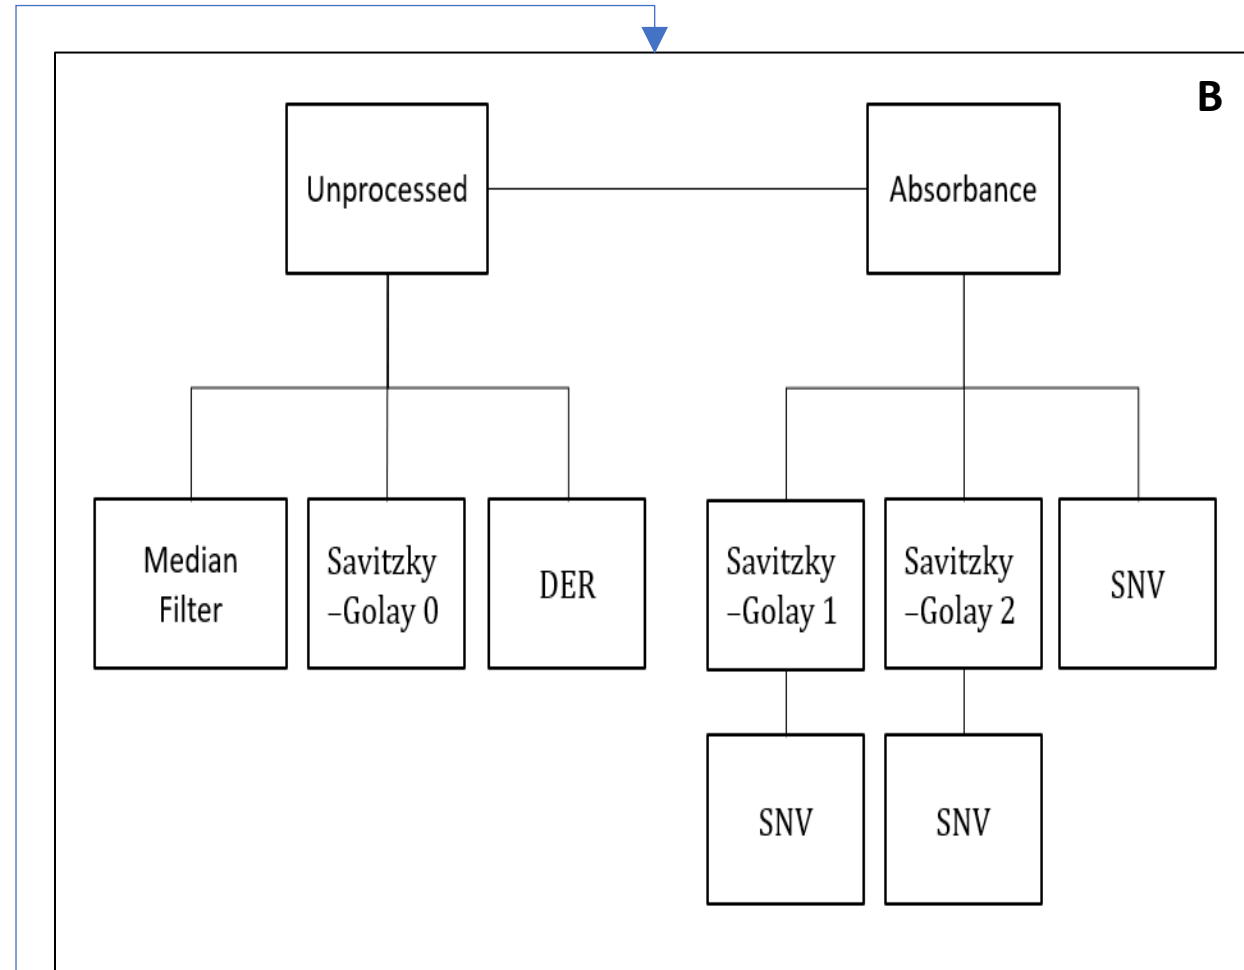 B
Unprocessed
Absorbance
Median
Filter
Savitzky
–Golay 0
DER
Savitzky
–Golay 1
Savitzky
–Golay 2
SNV
SNV
SNV